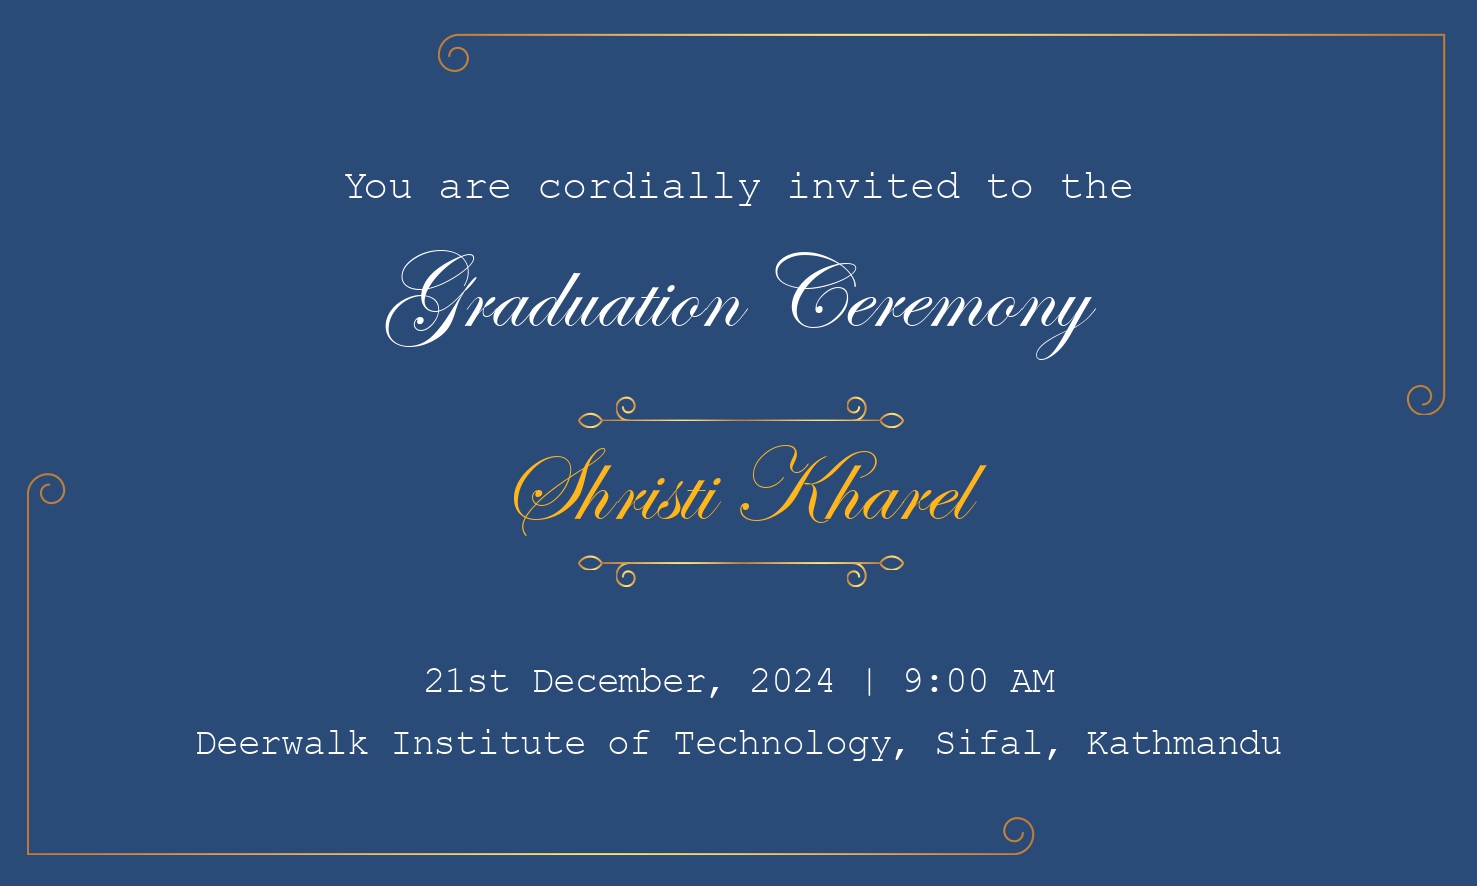 You are cordially invited to the
Graduation Ceremony
Shristi Kharel
21st December, 2024 | 9:00 AM
Deerwalk Institute of Technology, Sifal, Kathmandu